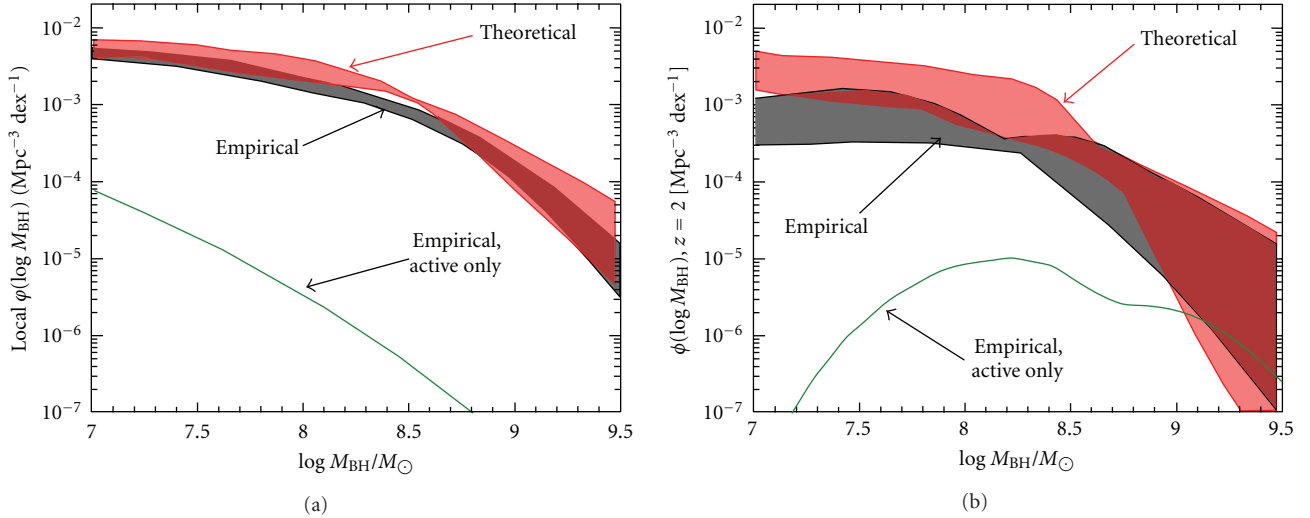 10⁻²
10⁻³
10⁻⁴
10⁻⁵
10⁻⁶
10⁻⁷
Local φ(log M_BH) (Mpc⁻³ dex⁻¹)
Theoretical
Empirical
Empirical,
active only
7 7.5 8 8.5 9 9.5
log M_BH/M_⊙
(a)
10⁻²
10⁻³
10⁻⁴
10⁻⁵
10⁻⁶
10⁻⁷
ϕ(log M_BH), z = 2 [Mpc⁻³ dex⁻¹]
Theoretical
Empirical
Empirical,
active only
7 7.5 8 8.5 9 9.5
log M_BH/M_⊙
(b)